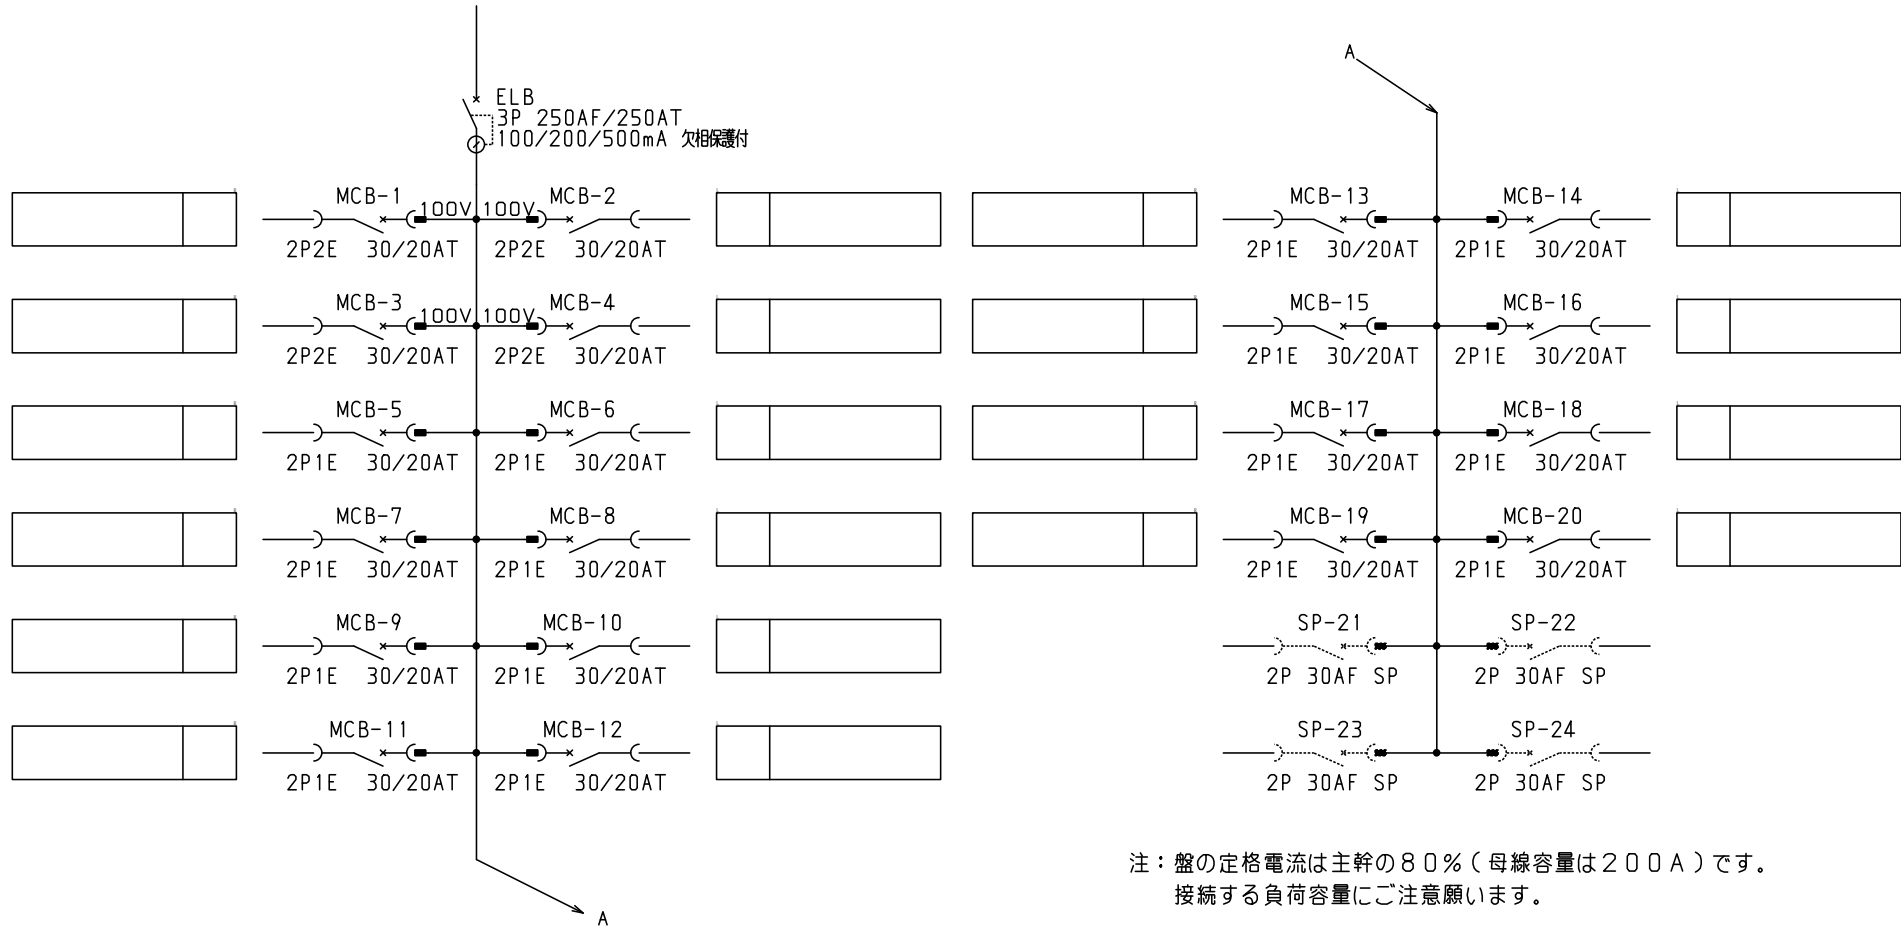 ELB
3P 250AF/250AT
100/200/500mA 欠相保護付
MCB-1 100V 100V MCB-2
2P2E 30/20AT 2P2E 30/20AT
MCB-3 100V 100V MCB-4
2P2E 30/20AT 2P2E 30/20AT
MCB-5 MCB-6
2P1E 30/20AT 2P1E 30/20AT
MCB-7 MCB-8
2P1E 30/20AT 2P1E 30/20AT
MCB-9 MCB-10
2P1E 30/20AT 2P1E 30/20AT
MCB-11 MCB-12
2P1E 30/20AT 2P1E 30/20AT
A
A
MCB-13 MCB-14
2P1E 30/20AT 2P1E 30/20AT
MCB-15 MCB-16
2P1E 30/20AT 2P1E 30/20AT
MCB-17 MCB-18
2P1E 30/20AT 2P1E 30/20AT
MCB-19 MCB-20
2P1E 30/20AT 2P1E 30/20AT
SP-21 SP-22
2P 30AF SP 2P 30AF SP
SP-23 SP-24
2P 30AF SP 2P 30AF SP
注：盤の定格電流は主幹の８０％（母線容量は２００Ａ）です。
接続する負荷容量にご注意願います。